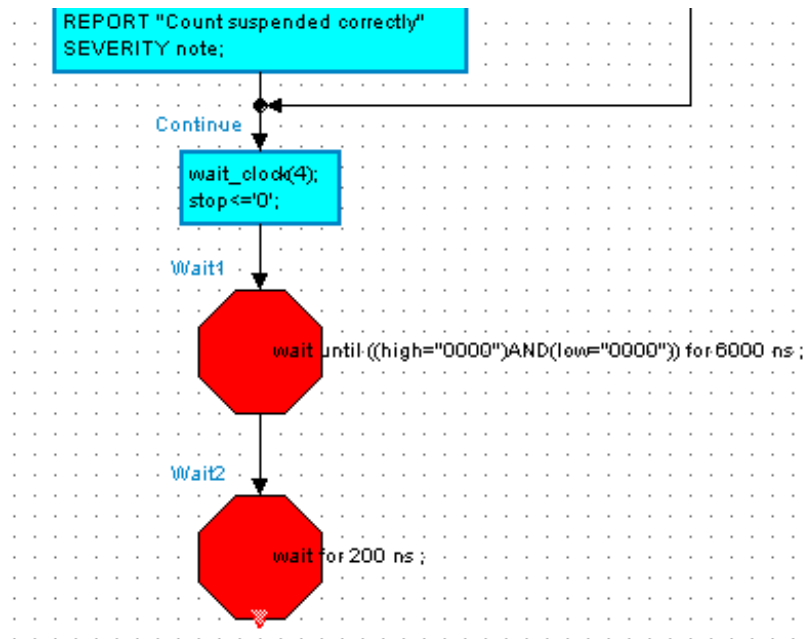 REPORT "Count suspended correctly"
SEVERITY note;
Continue
wait_clock(4);
stop<='0';
Wait1
wait until ((high="0000")AND(low="0000")) for 6000 ns ;
Wait2
wait for 200 ns ;